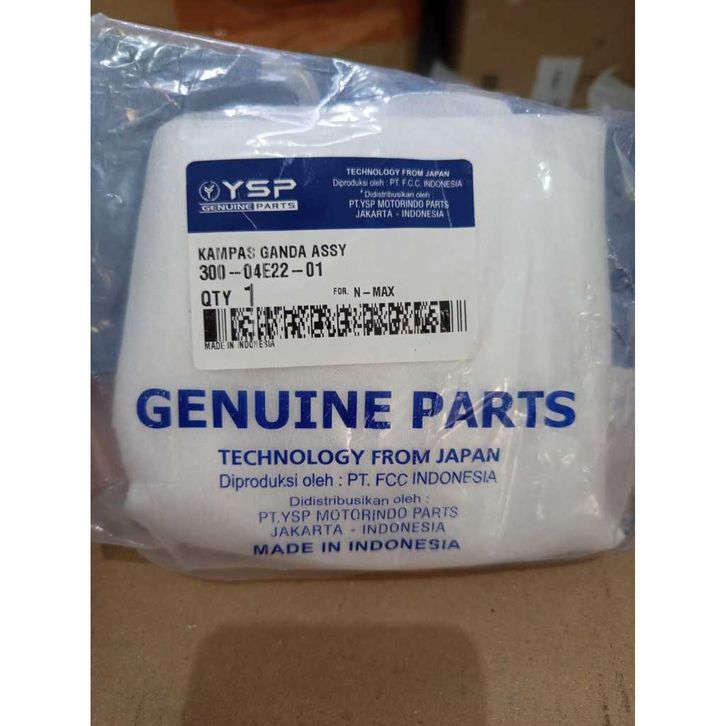 YSP
GENUINE PARTS
TECHNOLOGY FROM JAPAN
Diproduksi oleh : PT. F.C.C. INDONESIA
Didistribusikan oleh :
PT.YSP MOTORINDO PARTS
JAKARTA - INDONESIA
KAMPAS GANDA ASSY
300-04E22-01
QTY 1 FOR. N-MAX
MADE IN INDONESIA
GENUINE PARTS
TECHNOLOGY FROM JAPAN
Diproduksi oleh : PT. FCC INDONESIA
Didistribusikan oleh :
PT.YSP MOTORINDO PARTS
JAKARTA - INDONESIA
MADE IN INDONESIA